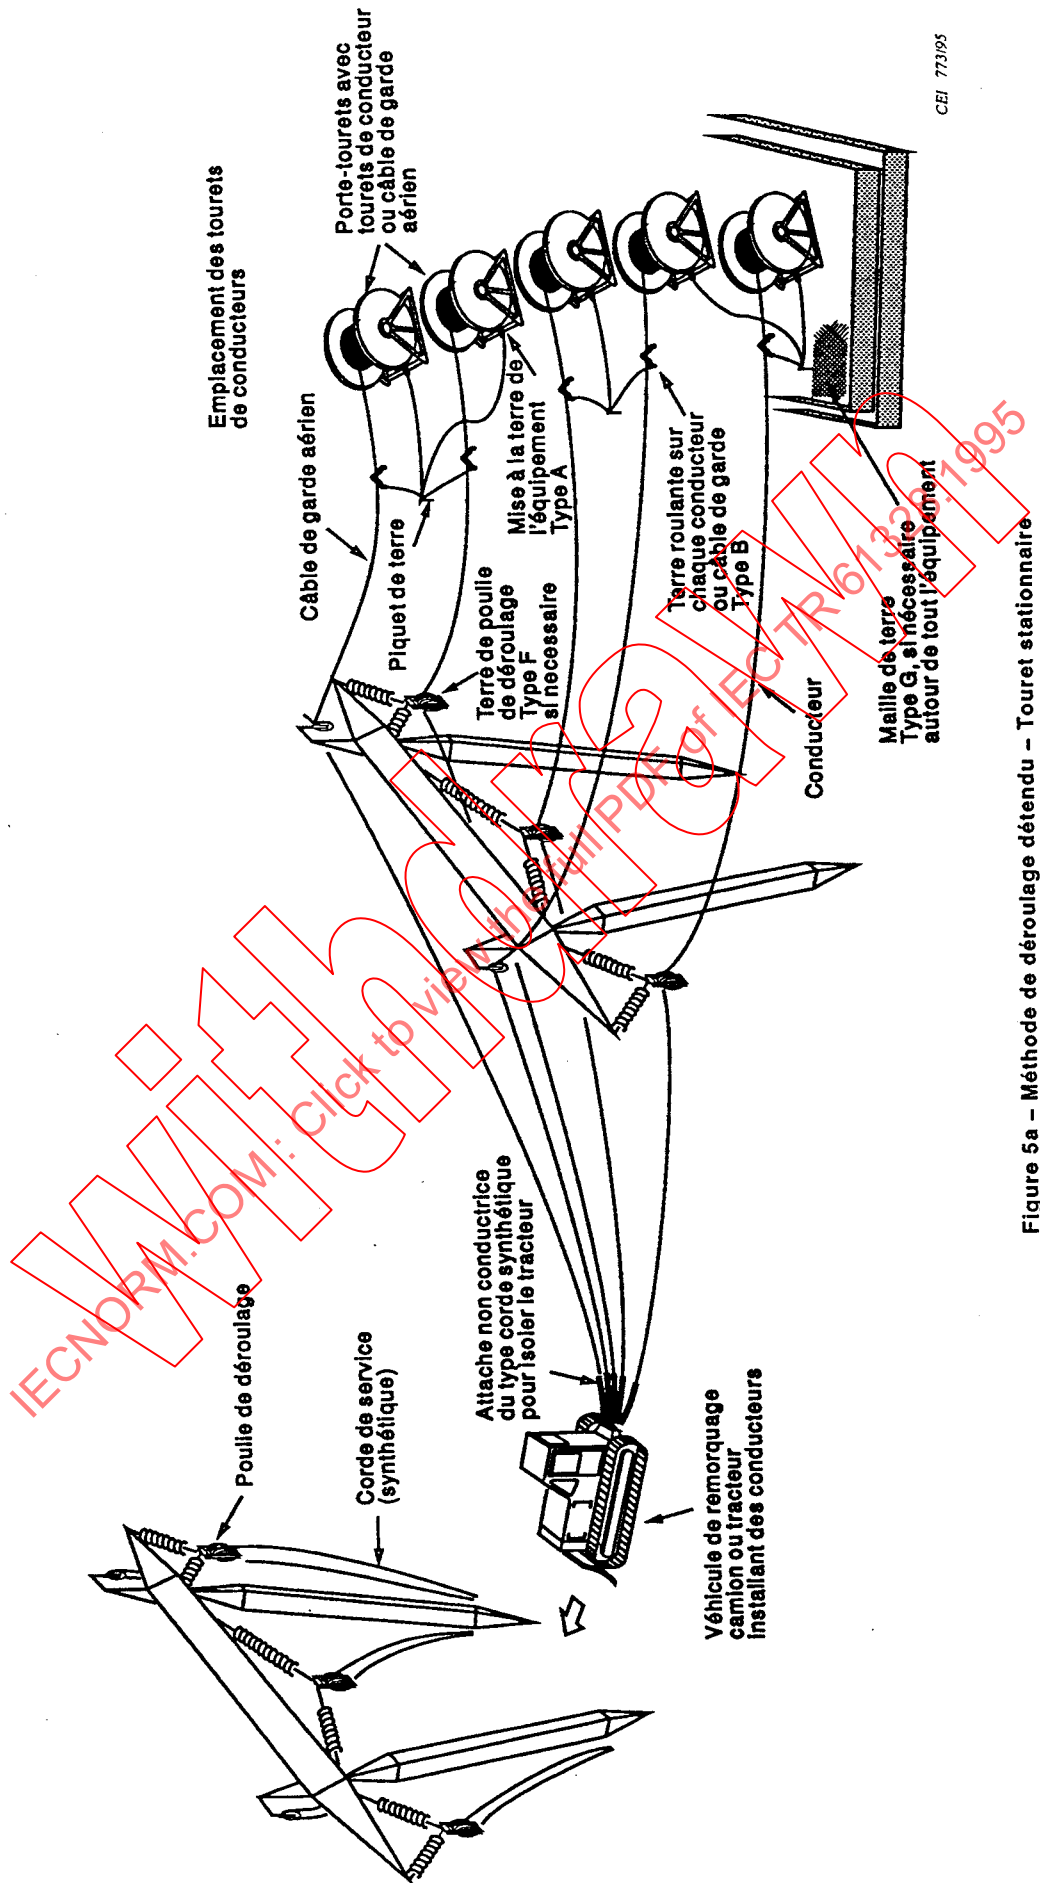 Emplacement des tourets
de conducteurs
Porte-tourets avec
tourets de conducteur
ou câble de garde
aérien
Câble de garde aérien
Piquet de terre
Mise à la terre de
l'équipement
Type A
Terre de poulie
de déroulage
Type F
si necessaire
Terre roulante sur
chaque conducteur
ou câble de garde
Type B
Conducteur
Maille de terre
Type G, si nécessaire
autour de tout l'équipement
Poulie de déroulage
Corde de service
(synthétique)
Attache non conductrice
du type corde synthétique
pour isoler le tracteur
Véhicule de remorquage
camion ou tracteur
installant des conducteurs
CEI 773/95
Figure 5a – Méthode de déroulage détendu – Touret stationnaire
IECNORM.COM : Click to view the full PDF of IEC TR 61328:1995
withdrawn